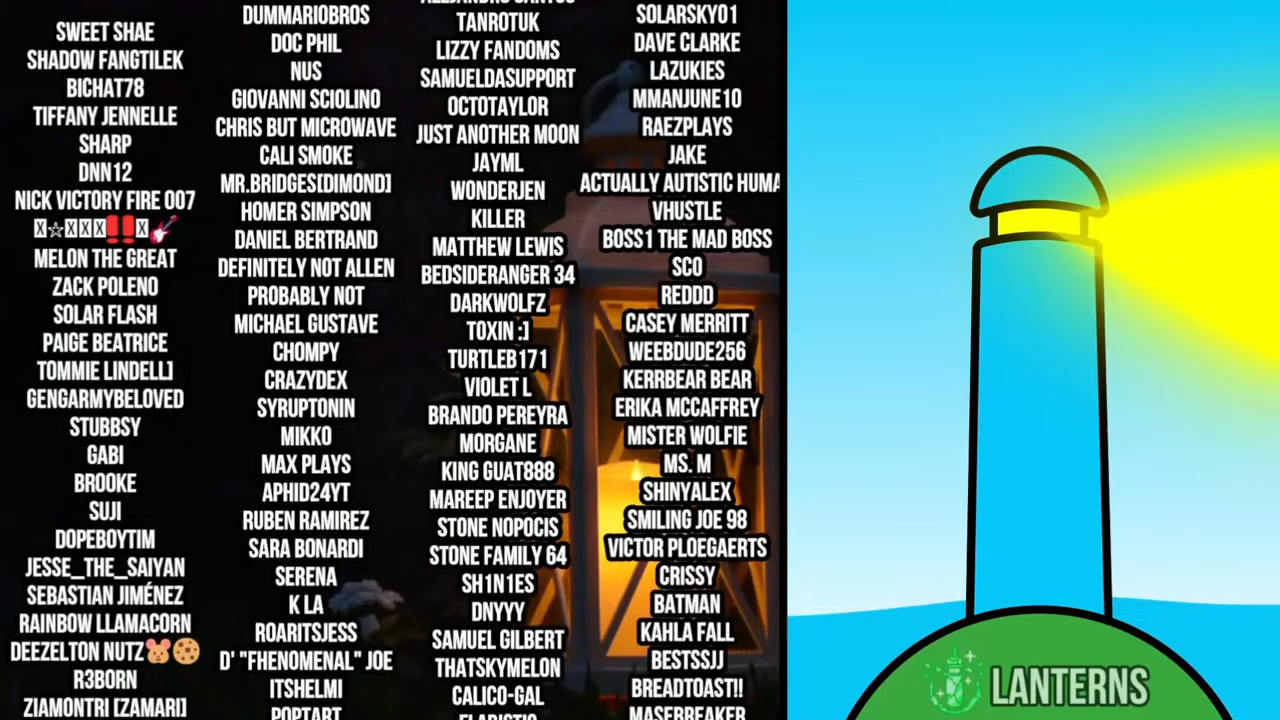 SWEET SHAE
SHADOW FANGTILEK
BICHAT78
TIFFANY JENNELLE
SHARP
DNN12
NICK VICTORY FIRE 007
MELON THE GREAT
ZACK POLENO
SOLAR FLASH
PAIGE BEATRICE
TOMMIE LINDELL]
GENGARMYBELOVED
STUBBSY
GABI
BROOKE
SUJI
DOPEBOYTIM
JESSE_THE_SAIYAN
SEBASTIAN JIMÉNEZ
RAINBOW LLAMACORN
DEEZELTON NUTZ🐭🍪
R3BORN
ZIAMONTRI [ZAMARI]
DUMMARIOBROS
DOC PHIL
NUS
GIOVANNI SCIOLINO
CHRIS BUT MICROWAVE
CALI SMOKE
MR.BRIDGES[DIMOND]
HOMER SIMPSON
DANIEL BERTRAND
DEFINITELY NOT ALLEN
PROBABLY NOT
MICHAEL GUSTAVE
CHOMPY
CRAZYDEX
SYRUPTONIN
MIKKO
MAX PLAYS
APHID24YT
RUBEN RAMIREZ
SARA BONARDI
SERENA
K LA
ROARITSJESS
D' "FHENOMENAL" JOE
ITSHELMI
POPTART
TANROTUK
LIZZY FANDOMS
SAMUELDASUPPORT
OCTOTAYLOR
JUST ANOTHER MOON
JAYML
WONDERJEN
KILLER
MATTHEW LEWIS
BEDSIDERANGER 34
DARKWOLFZ
TOXIN :]
TURTLEB171
VIOLET L
BRANDO PEREYRA
MORGANE
KING GUAT888
MAREEP ENJOYER
STONE NOPOCIS
STONE FAMILY 64
SH1N1ES
DNYYY
SAMUEL GILBERT
THATSKYMELON
CALICO-GAL
SOLARSKY01
DAVE CLARKE
LAZUKIES
MMANJUNE10
RAEZPLAYS
JAKE
ACTUALLY AUTISTIC HUMA
VHUSTLE
BOSS1 THE MAD BOSS
SCO
REDDD
CASEY MERRITT
WEEBDUDE256
KERRBEAR BEAR
ERIKA MCCAFFREY
MISTER WOLFIE
MS. M
SHINYALEX
SMILING JOE 98
VICTOR PLOEGAERTS
CRISSY
BATMAN
KAHLA FALL
BESTSSJJ
BREADTOAST!!
MASERBREAKER
LANTERNS